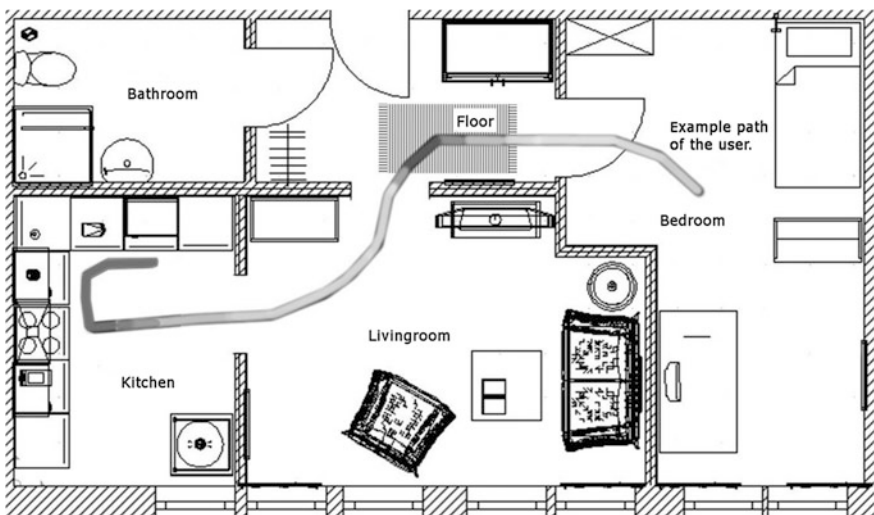 Bathroom
Floor
Example path
of the user.
Bedroom
Livingroom
Kitchen